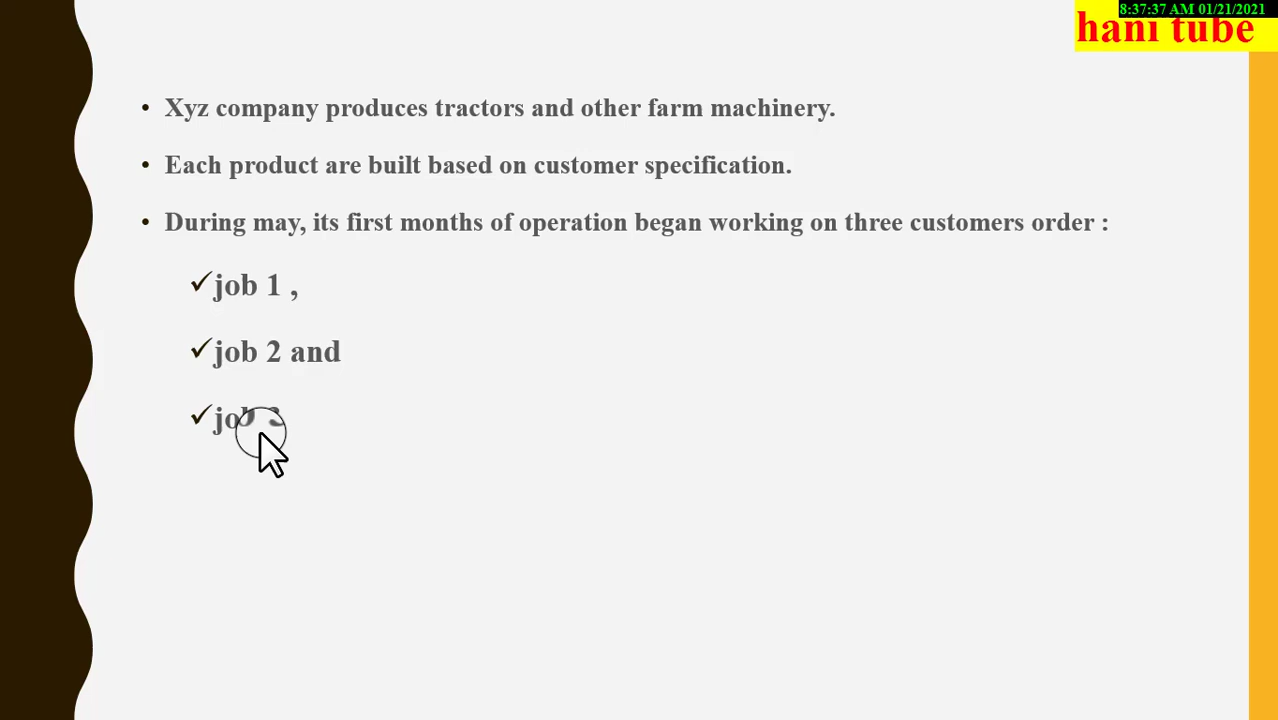 8:37:37 AM 01/21/2021
hani tube
• Xyz company produces tractors and other farm machinery.
• Each product are built based on customer specification.
• During may, its first months of operation began working on three customers order :
✓job 1 ,
✓job 2 and
✓job 3